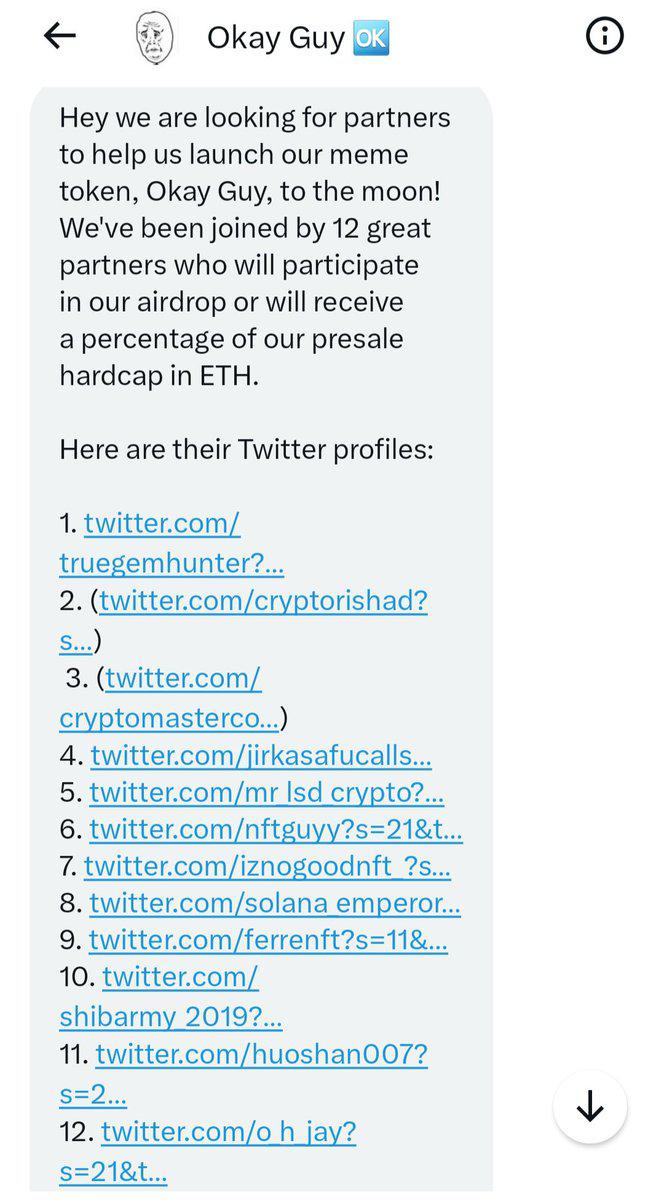 Okay Guy 🆗
Hey we are looking for partners
to help us launch our meme
token, Okay Guy, to the moon!
We've been joined by 12 great
partners who will participate
in our airdrop or will receive
a percentage of our presale
hardcap in ETH.
Here are their Twitter profiles:
1. twitter.com/
truegemhunter?...
2. (twitter.com/cryptorishad?
s...)
3. (twitter.com/
cryptomasterco...)
4. twitter.com/jirkasafucalls...
5. twitter.com/mr_lsd_crypto?...
6. twitter.com/nftguyy?s=21&t...
7. twitter.com/iznogoodnft_?s...
8. twitter.com/solana_emperor...
9. twitter.com/ferrenft?s=11&...
10. twitter.com/
shibarmy_2019?...
11. twitter.com/huoshan007?
s=2...
12. twitter.com/o_h_jay?
s=21&t...